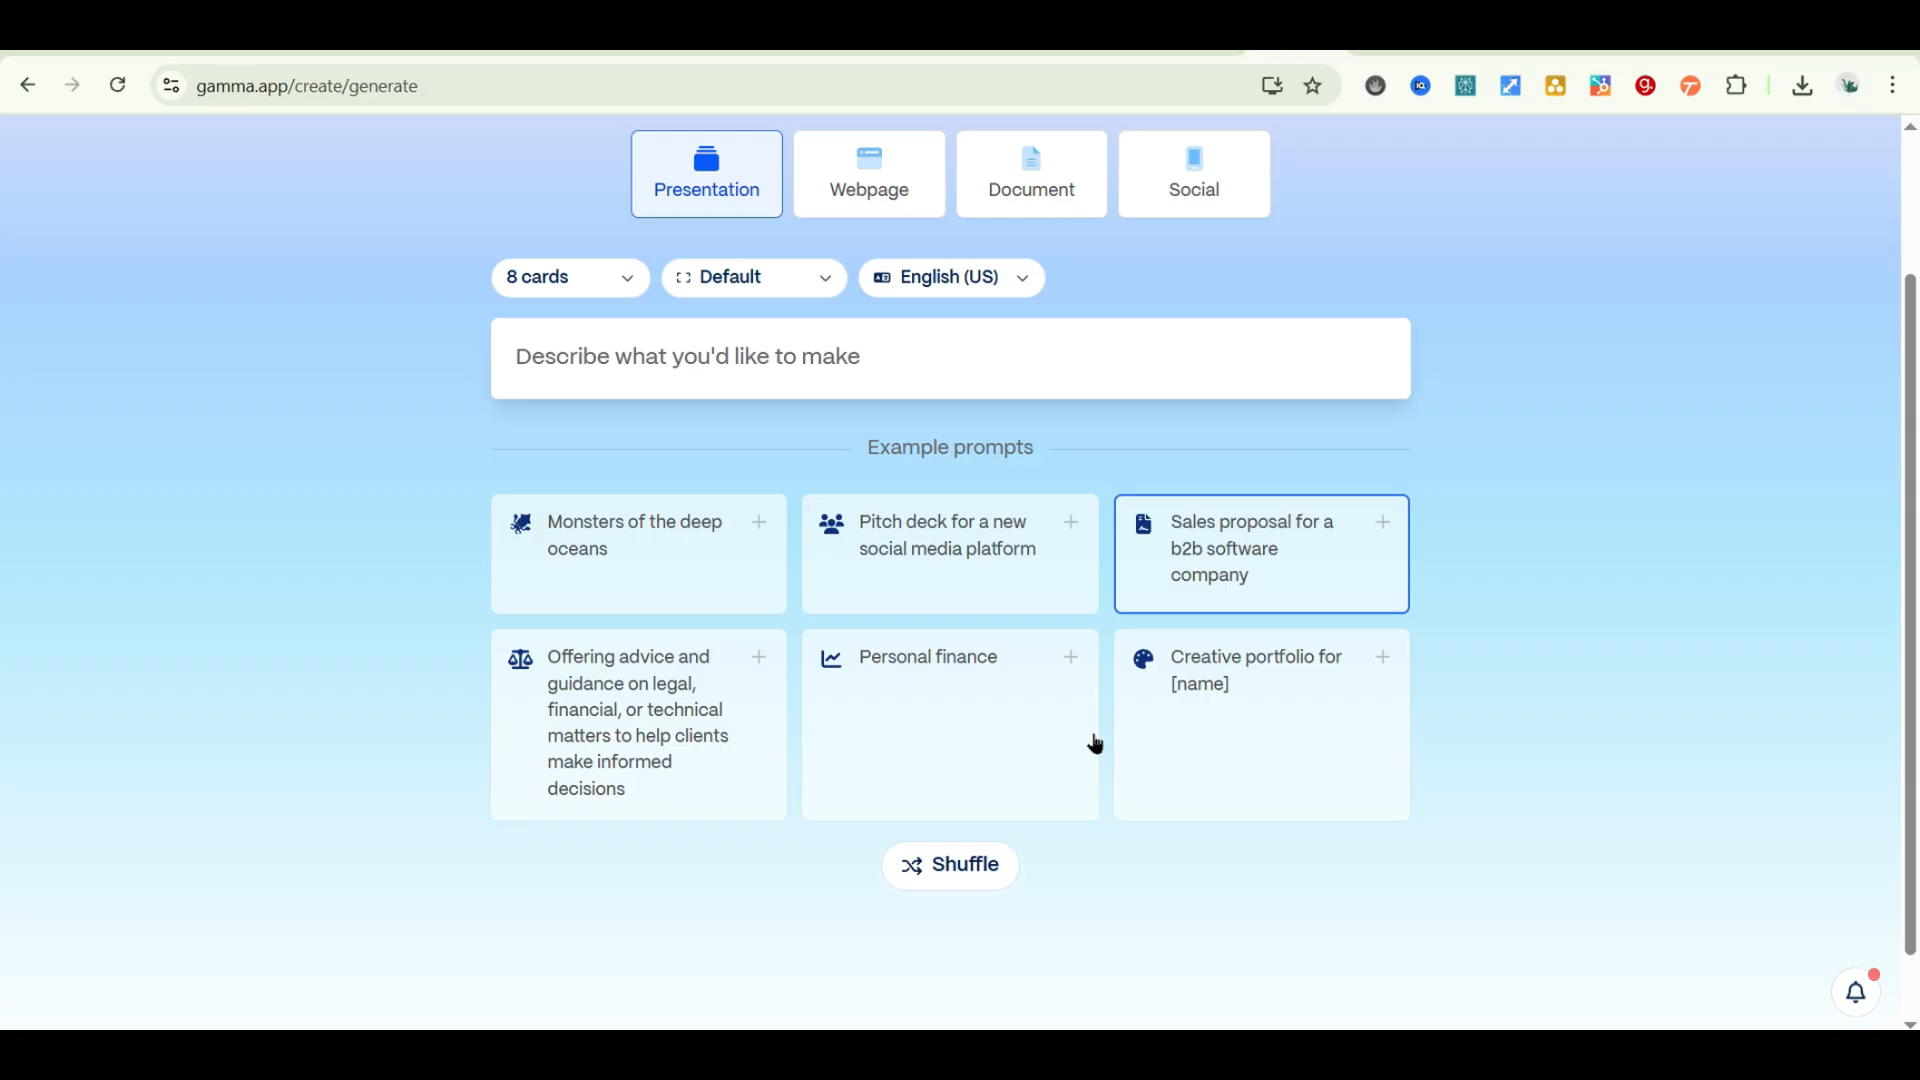 gamma.app/create/generate
Presentation
Webpage
Document
Social
8 cards
Default
English (US)
Describe what you'd like to make
Example prompts
Monsters of the deep
oceans
Pitch deck for a new
social media platform
Sales proposal for a
b2b software
company
Offering advice and
guidance on legal,
financial, or technical
matters to help clients
make informed
decisions
Personal finance
Creative portfolio for
[name]
Shuffle